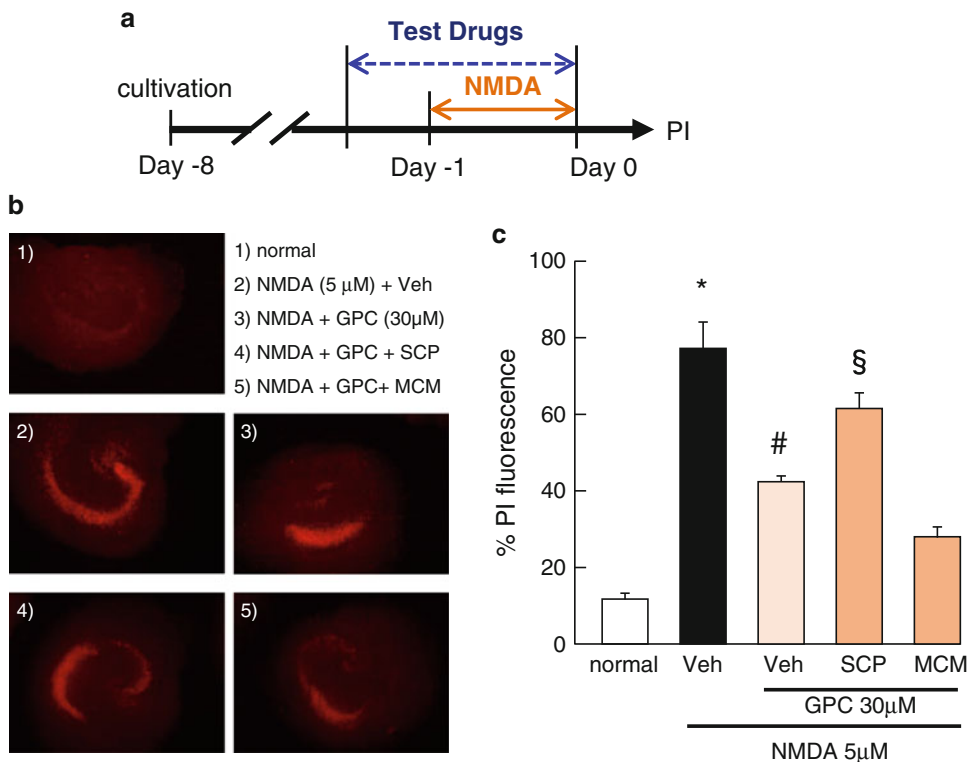 a
Test Drugs
NMDA
cultivation
PI
Day -8
Day -1
Day 0
b
1)
1) normal
2) NMDA (5 μM) + Veh
3) NMDA + GPC (30μM)
4) NMDA + GPC + SCP
5) NMDA + GPC+ MCM
2)
3)
4)
5)
c
% PI fluorescence
100
80
60
40
20
0
*
#
§
normal
Veh
Veh
SCP
MCM
GPC 30μM
NMDA 5μM